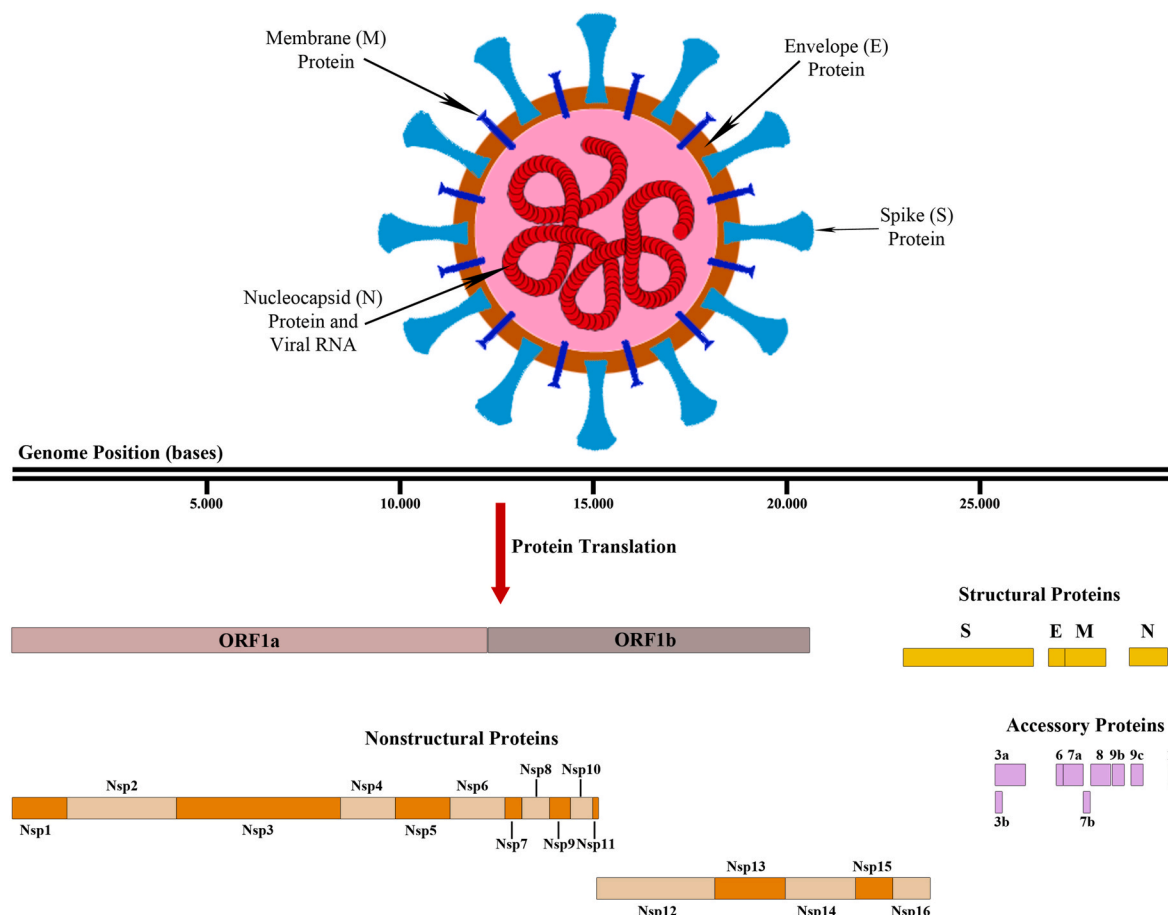 Membrane (M)
Protein
Envelope (E)
Protein
Spike (S)
Protein
Nucleocapsid (N)
Protein and
Viral RNA
Genome Position (bases)
5.000 10.000 15.000 20.000 25.000
Protein Translation
Structural Proteins
ORF1a ORF1b
S E M N
Accessory Proteins
3a 6 7a 8 9b 9c
3b 7b
Nonstructural Proteins
Nsp8 Nsp10
Nsp2 Nsp4 Nsp6
Nsp1 Nsp3 Nsp5 Nsp7 Nsp9 Nsp11
Nsp13 Nsp15
Nsp12 Nsp14 Nsp16